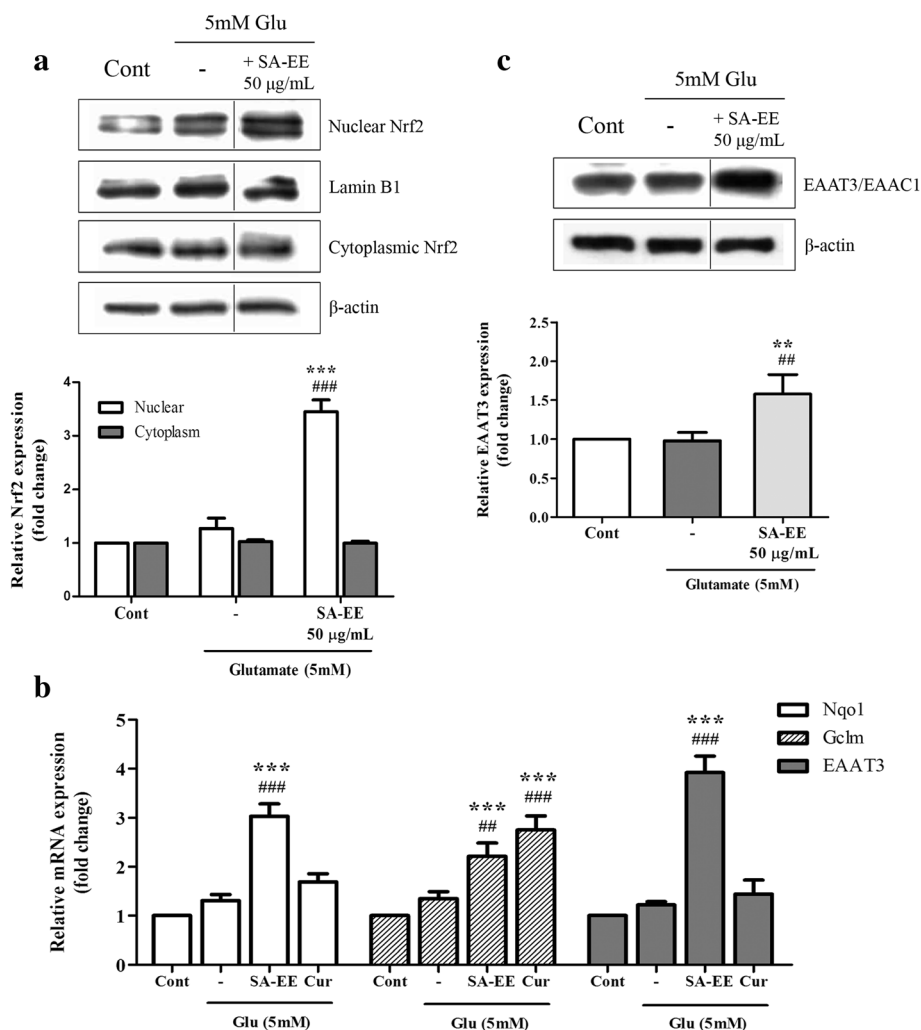 a
5mM Glu
Cont
-
+ SA-EE
50 μg/mL
Nuclear Nrf2
Lamin B1
Cytoplasmic Nrf2
β-actin
Relative Nrf2 expression
(fold change)
4
3
2
1
0
Nuclear
Cytoplasm
***
###
Cont
-
SA-EE
50 μg/mL
Glutamate (5mM)
c
5mM Glu
Cont
-
+ SA-EE
50 μg/mL
EAAT3/EAAC1
β-actin
Relative EAAT3 expression
(fold change)
2.5
2.0
1.5
1.0
0.5
0.0
**
##
Cont
-
SA-EE
50 μg/mL
Glutamate (5mM)
b
Relative mRNA expression
(fold change)
5
4
3
2
1
0
***
###
***
##
***
###
***
###
Nqo1
Gclm
EAAT3
Cont - SA-EE Cur
Glu (5mM)
Cont - SA-EE Cur
Glu (5mM)
Cont - SA-EE Cur
Glu (5mM)